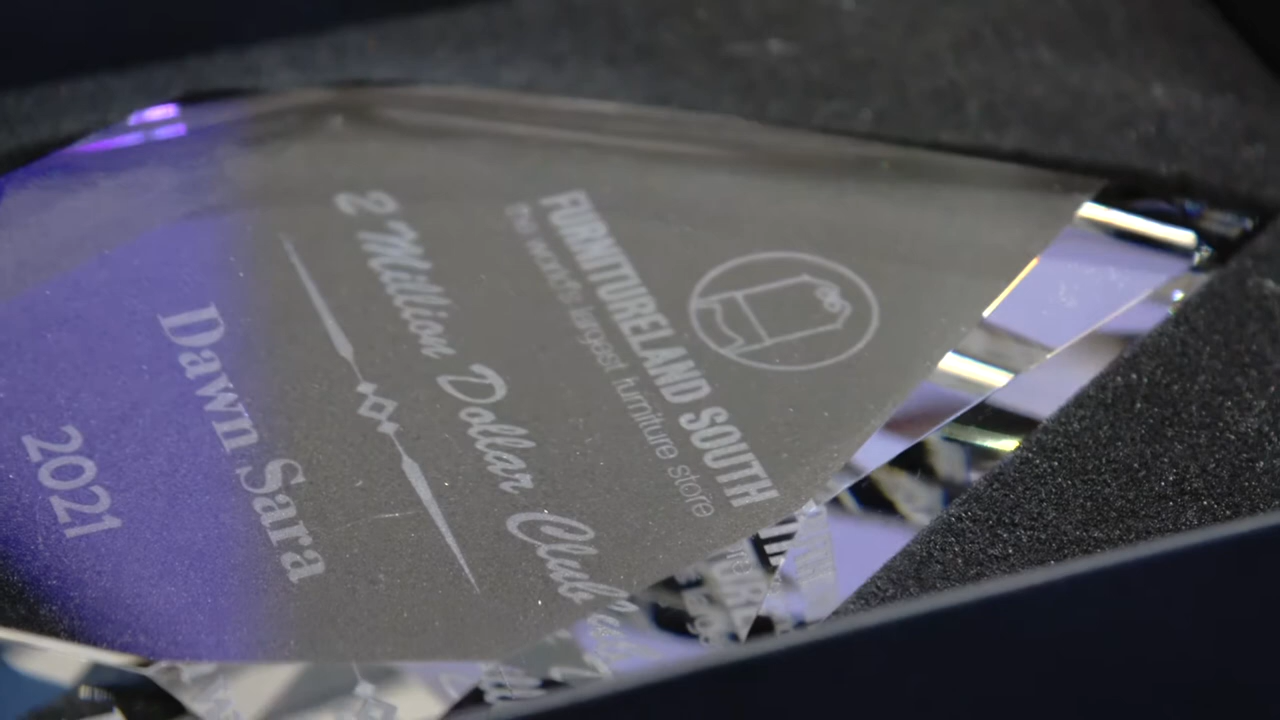 FURNITURELAND SOUTH
the world's largest furniture store
2 Million Dollar Club
Dawn Sara
2021